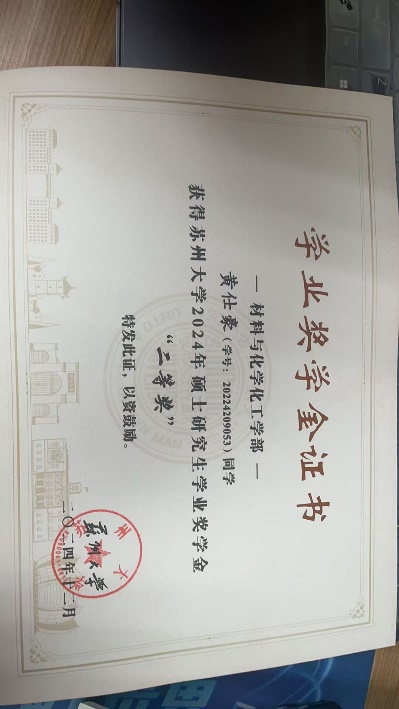 学业奖学金证书
— 材料与化学化工学部 —
黄仕豪（学号：20224209053）同学
获得苏州大学2024年硕士研究生学业奖学金
“二等奖”
特发此证，以资鼓励。
苏州大学
二〇二四年十二月